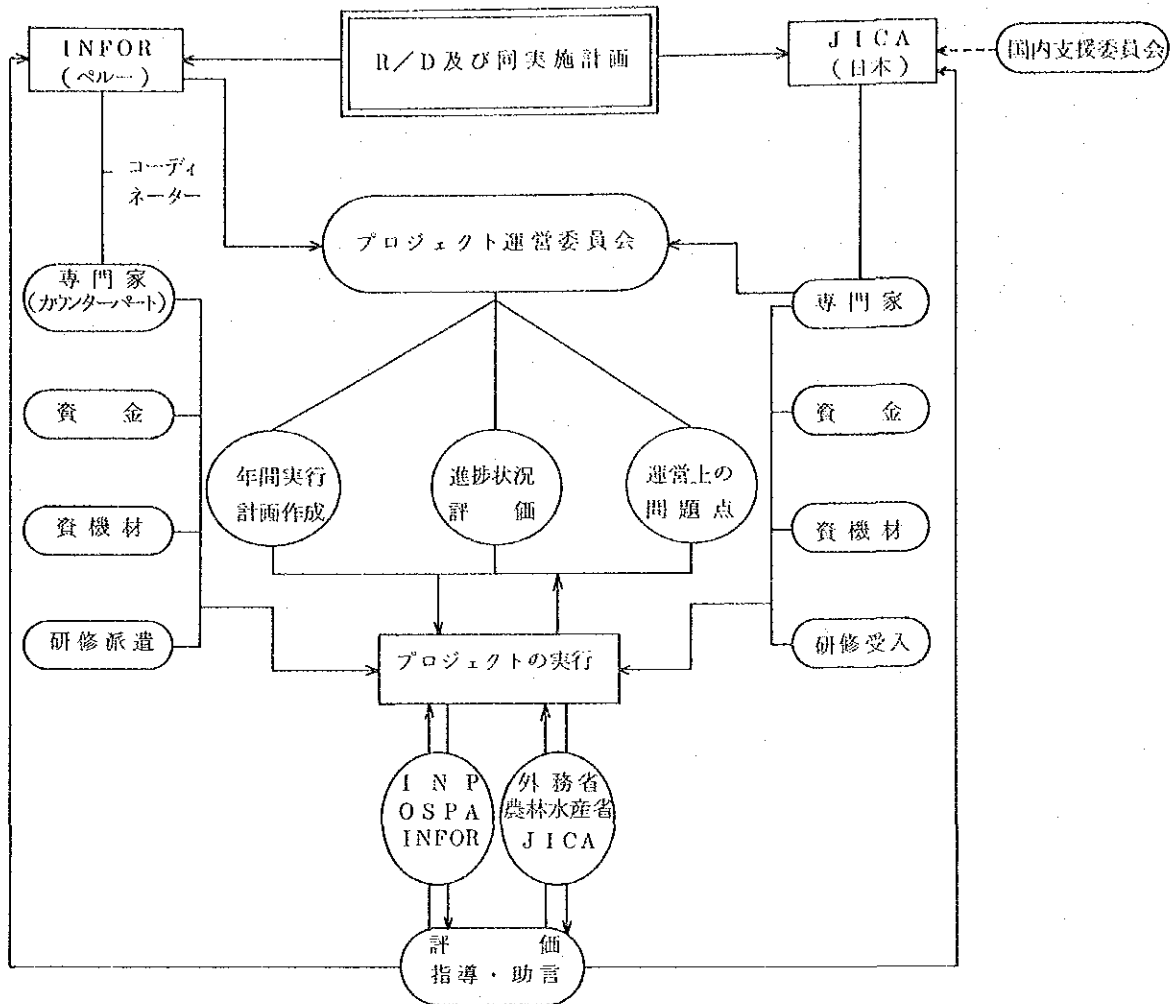 INFOR
(ペルー)
R/D及び同実施計画
JICA
(日本)
国内支援委員会
コーディ
ネーター
プロジェクト運営委員会
専門家
(カウンターパート)
専門家
資金
資金
年間実行
計画作成
進捗状況
評価
運営上の
問題点
資機材
資機材
研修派遣
プロジェクトの実行
研修受入
INP
OSPA
INFOR
外務省
農林水産省
JICA
評価
指導・助言